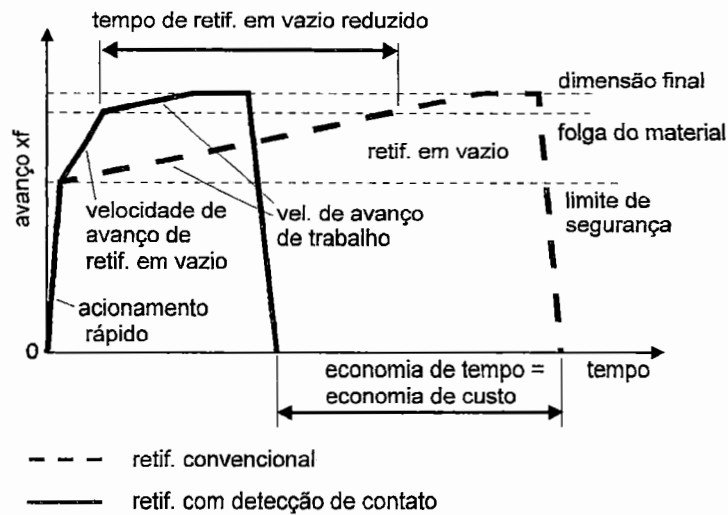 tempo de retif. em vazio reduzido
dimensão final
folga do material
retif. em vazio
avanço xf
velocidade de
avanço de
retif. em vazio
vel. de avanço
de trabalho
limite de
segurança
acionamento
rápido
0
economia de tempo =
economia de custo
tempo
retif. convencional
retif. com detecção de contato